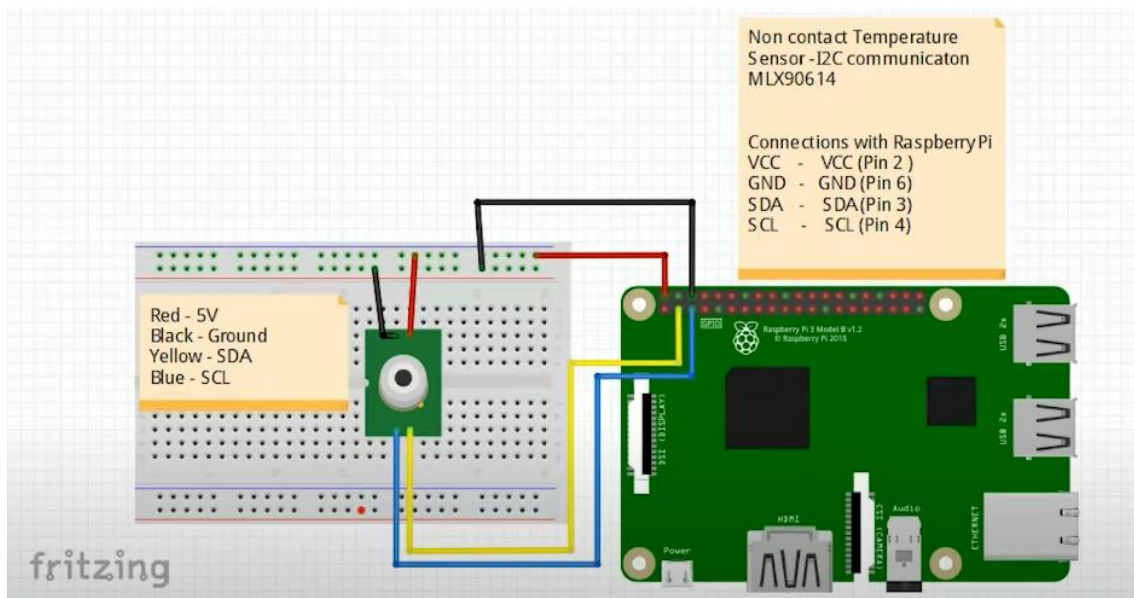 Non contact Temperature
Sensor -I2C communicaton
MLX90614
Connections with Raspberry Pi
VCC - VCC (Pin 2 )
GND - GND (Pin 6)
SDA - SDA (Pin 3)
SCL - SCL (Pin 4)
Red - 5V
Black - Ground
Yellow - SDA
Blue - SCL
GPIO
Raspberry Pi 3 Model B v1.2
© Raspberry Pi 2015
USB 2x
USB 2x
DSI (DISPLAY)
CSI (CAMERA)
Audio
ETHERNET
HDMI
Power
fritzing